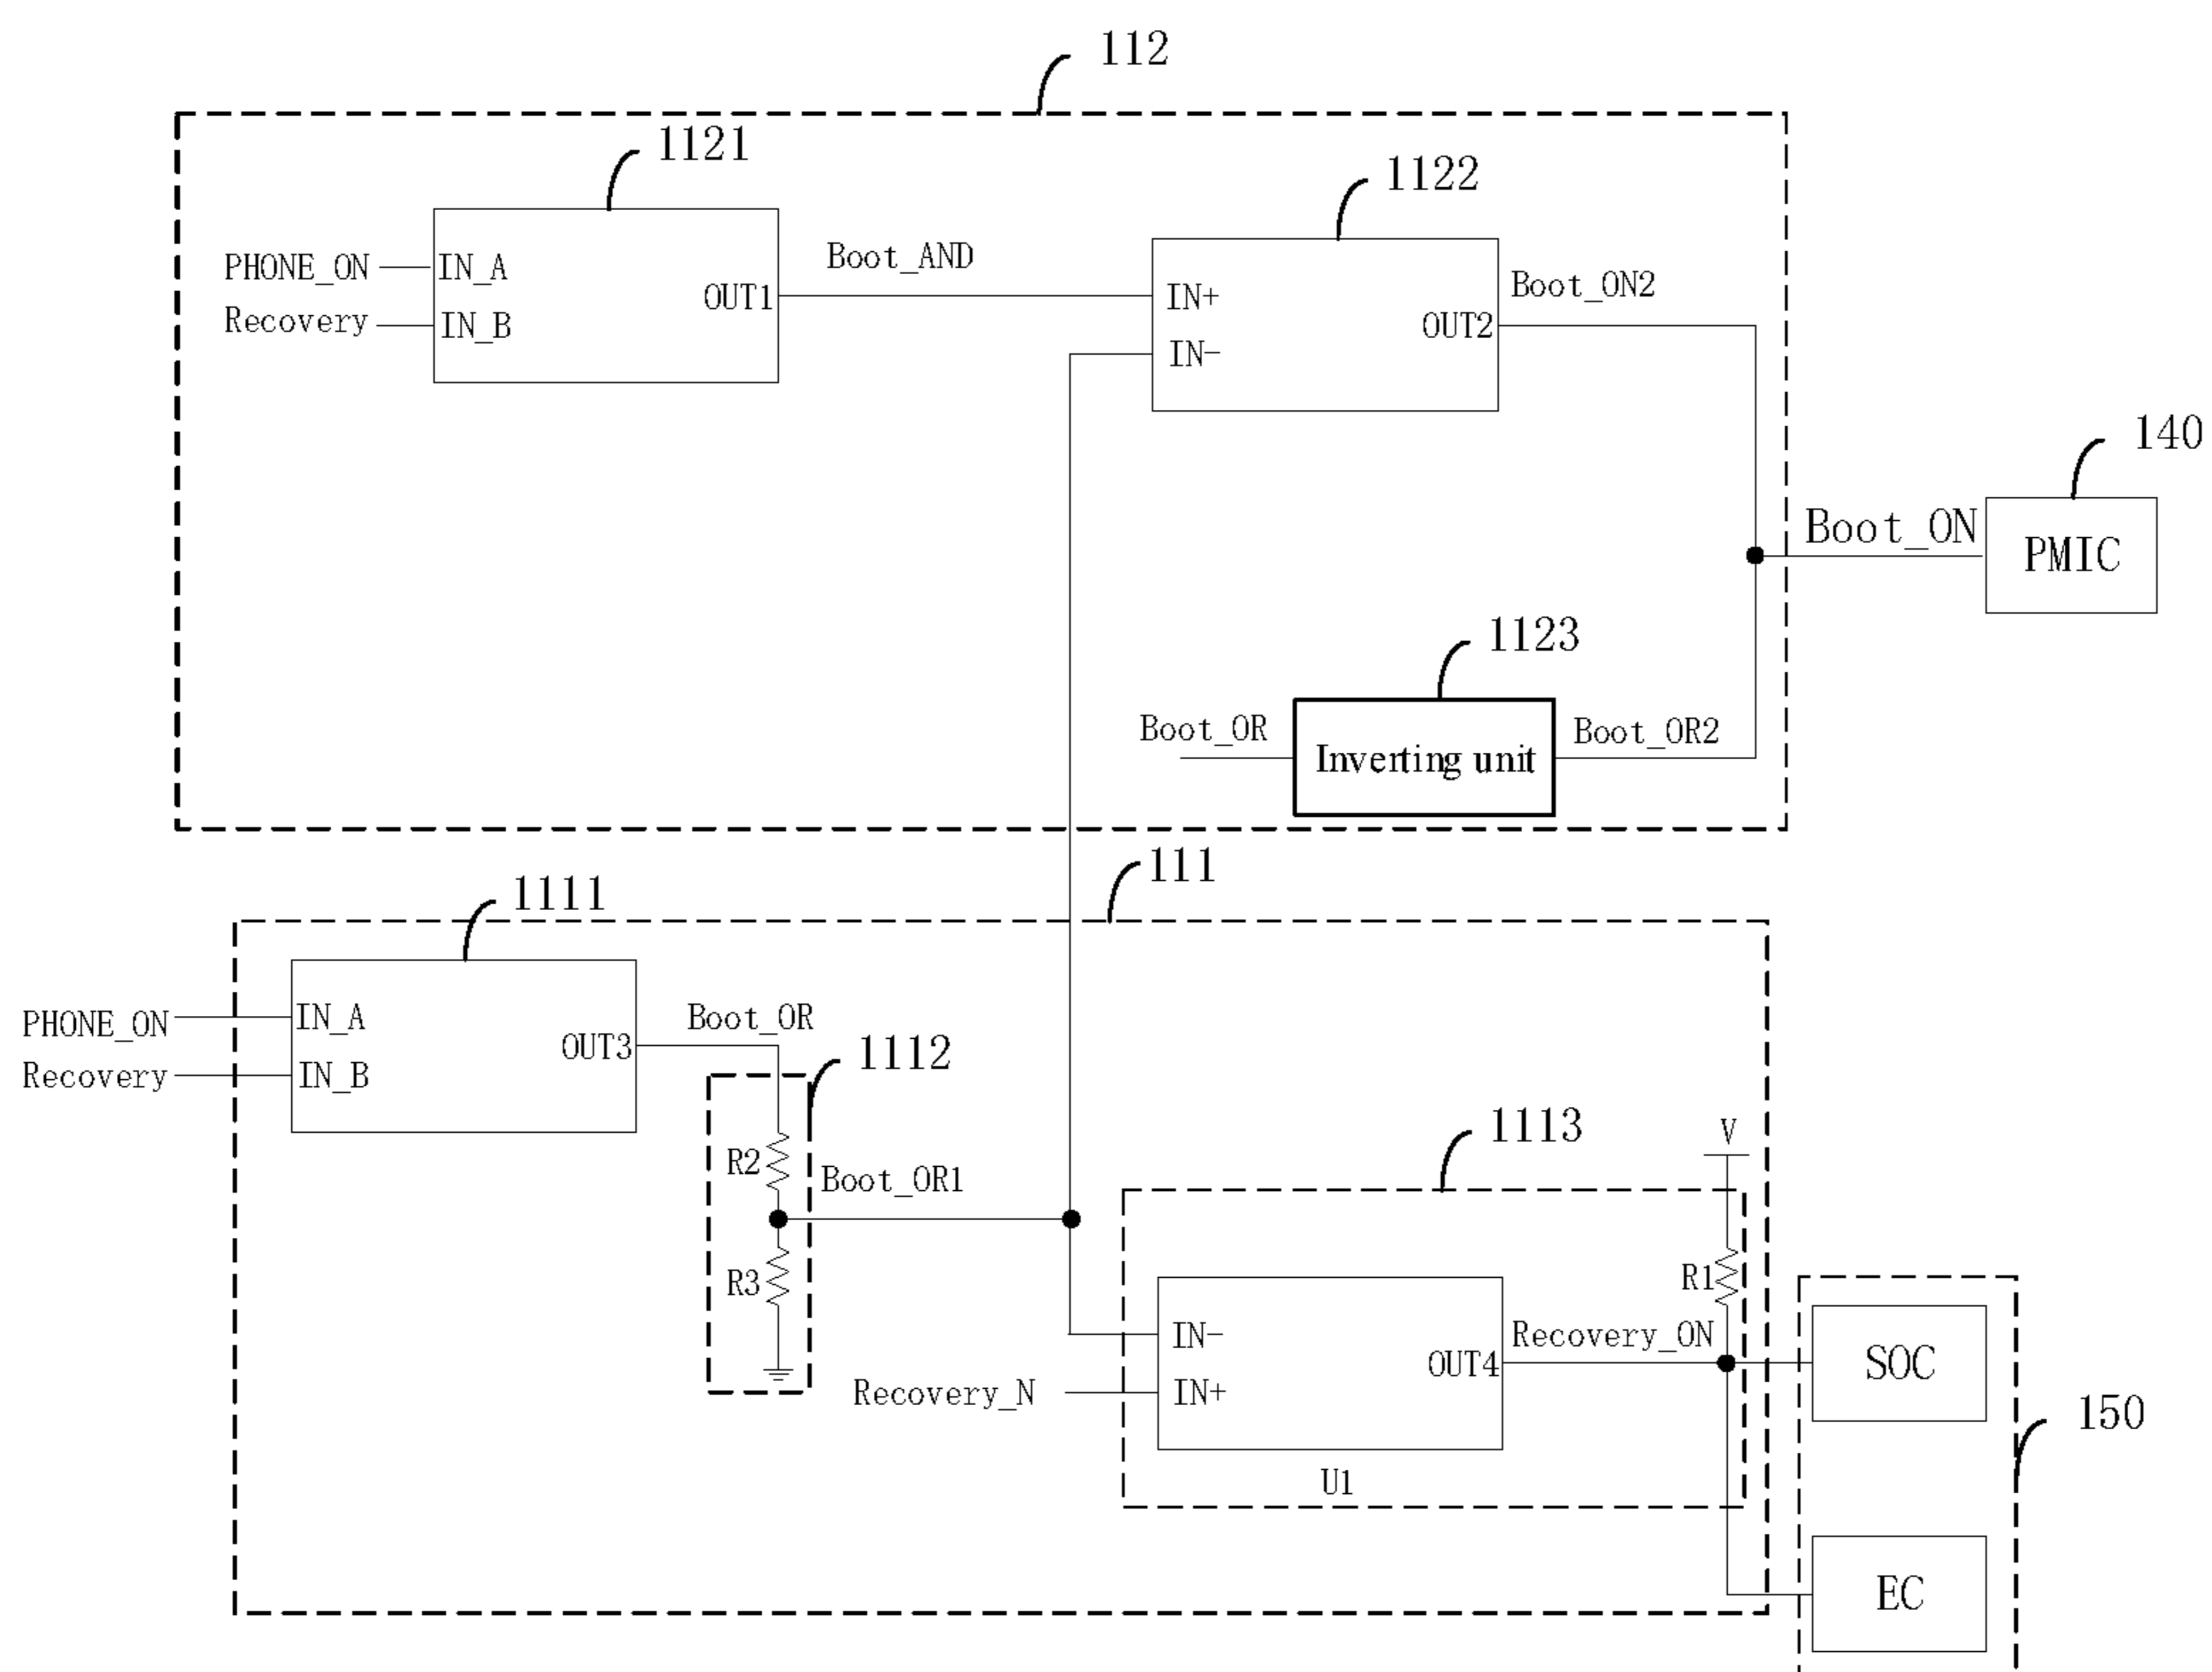 112
1121
1122
PHONE_ON
IN_A
Recovery
IN_B
OUT1
Boot_AND
IN+
IN-
OUT2
Boot_ON2
140
Boot_ON
PMIC
1123
Boot_OR
Inverting unit
Boot_OR2
111
1111
PHONE_ON
IN_A
Recovery
IN_B
OUT3
Boot_OR
1112
R2
Boot_OR1
R3
1113
V
R1
IN-
Recovery_N
IN+
OUT4
Recovery_ON
U1
SOC
150
EC